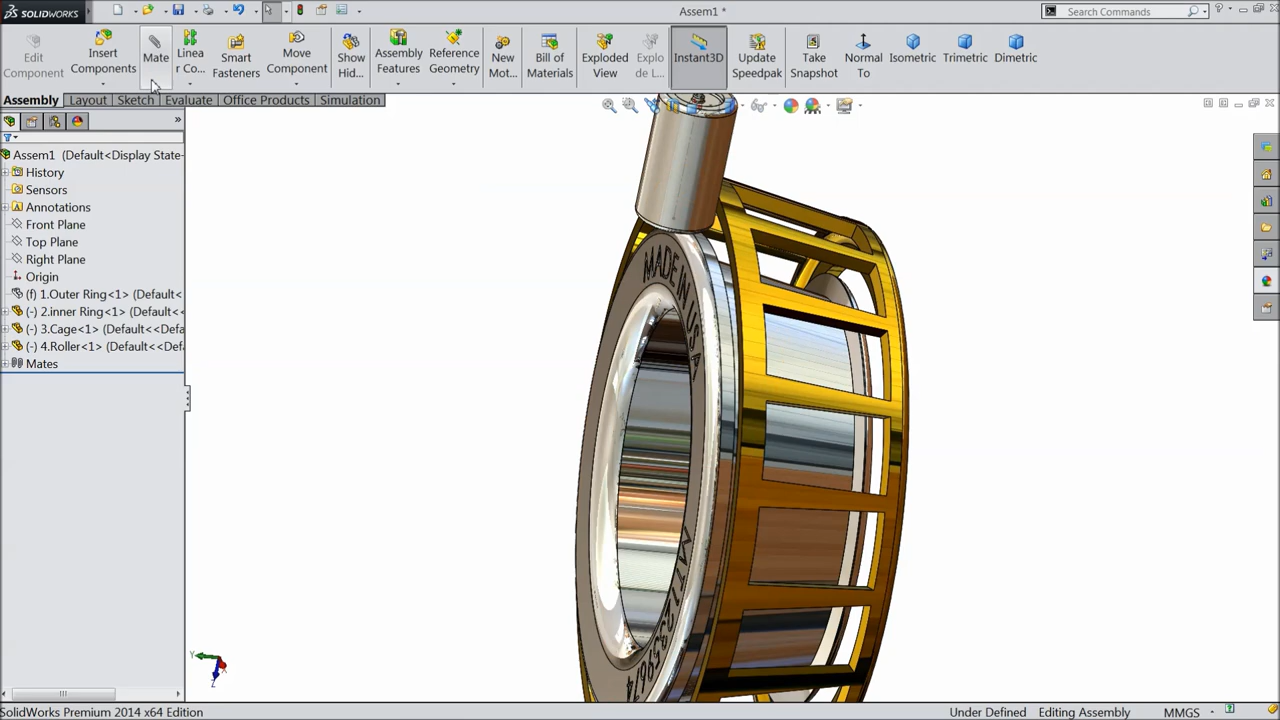 SOLIDWORKS
Assem1 *
Search Commands
Edit Component
Insert Components
Mate
Linea r Co...
Smart Fasteners
Move Component
Show Hid...
Assembly Features
Reference Geometry
New Mot...
Bill of Materials
Exploded View
Explo de L...
Instant3D
Update Speedpak
Take Snapshot
Normal To
Isometric
Trimetric
Dimetric
Assembly Layout Sketch Evaluate Office Products Simulation
Assem1 (Default<Display State-
History
Sensors
Annotations
Front Plane
Top Plane
Right Plane
Origin
(f) 1.Outer Ring<1> (Default<
(-) 2.inner Ring<1> (Default<
(-) 3.Cage<1> (Default<<Defa
(-) 4.Roller<1> (Default<<Def
Mates
MADE IN USA
Y
Z
SolidWorks Premium 2014 x64 Edition
Under Defined
Editing Assembly
MMGS